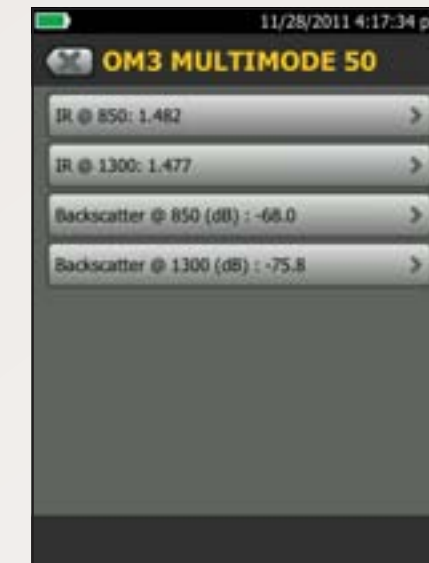 11/28/2011 4:17:34 p
OM3 MULTIMODE 50
IR @ 850: 1.482
IR @ 1300: 1.477
Backscatter @ 850 (dB) : -68.0
Backscatter @ 1300 (dB) : -75.8